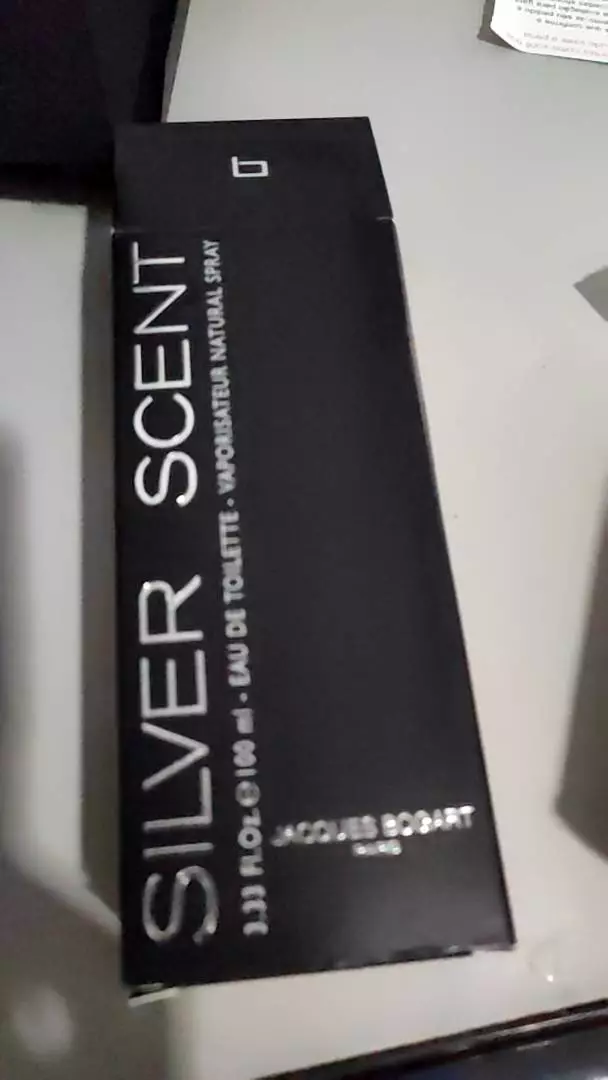 SILVER SCENT
3.33 FL.Oz. ℮ 100 ml - EAU DE TOILETTE - VAPORISATEUR NATURAL SPRAY
JACQUES BOGART
PARIS